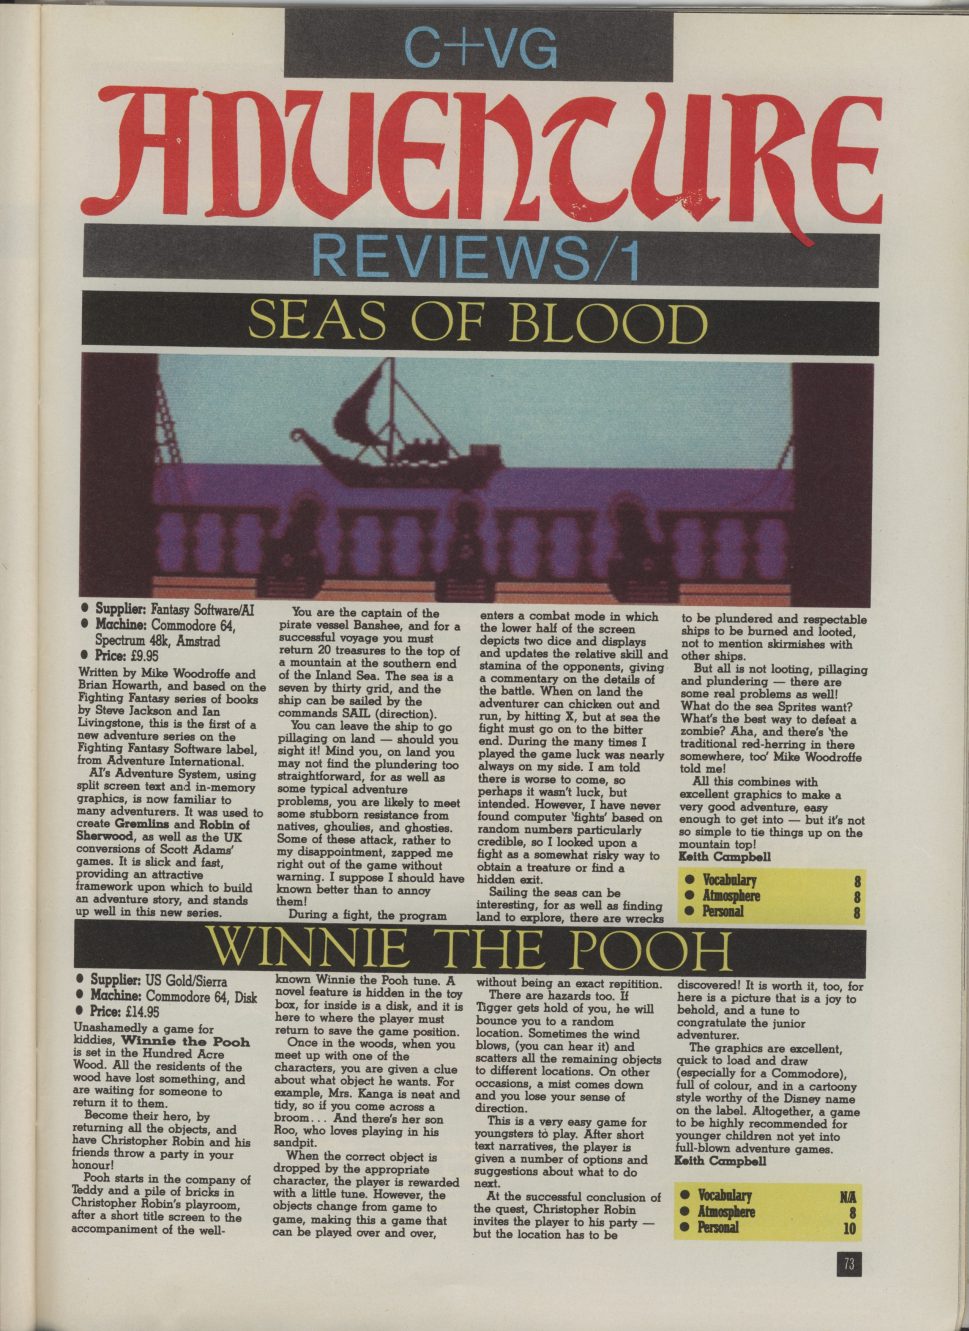 C+VG
ADVENTURE
REVIEWS/1
SEAS OF BLOOD
● Supplier: Fantasy Software/AI
● Machine: Commodore 64,
Spectrum 48k, Amstrad
● Price: £9.95
Written by Mike Woodroffe and
Brian Howarth, and based on the
Fighting Fantasy series of books
by Steve Jackson and Ian
Livingstone, this is the first of a
new adventure series on the
Fighting Fantasy Software label,
from Adventure International.
AI's Adventure System, using
split screen text and in-memory
graphics, is now familiar to
many adventurers. It was used to
create Gremlins and Robin of
Sherwood, as well as the UK
conversions of Scott Adams'
games. It is slick and fast,
providing an attractive
framework upon which to build
an adventure story, and stands
up well in this new series.
You are the captain of the
pirate vessel Banshee, and for a
successful voyage you must
return 20 treasures to the top of
a mountain at the southern end
of the Inland Sea. The sea is a
seven by thirty grid, and the
ship can be sailed by the
commands SAIL (direction).
You can leave the ship to go
pillaging on land — should you
sight it! Mind you, on land you
may not find the plundering too
straightforward, for as well as
some typical adventure
problems, you are likely to meet
some stubborn resistance from
natives, ghoulies, and ghosties.
Some of these attack, rather to
my disappointment, zapped me
right out of the game without
warning. I suppose I should have
known better than to annoy
them!
During a fight, the program
enters a combat mode in which
the lower half of the screen
depicts two dice and displays
and updates the relative skill and
stamina of the opponents, giving
a commentary on the details of
the battle. When on land the
adventurer can chicken out and
run, by hitting X, but at sea the
fight must go on to the bitter
end. During the many times I
played the game luck was nearly
always on my side. I am told
there is worse to come, so
perhaps it wasn't luck, but
intended. However, I have never
found computer 'fights' based on
random numbers particularly
credible, so I looked upon a
fight as a somewhat risky way to
obtain a treature or find a
hidden exit.
Sailing the seas can be
interesting, for as well as finding
land to explore, there are wrecks
to be plundered and respectable
ships to be burned and looted,
not to mention skirmishes with
other ships.
But all is not looting, pillaging
and plundering — there are
some real problems as well!
What do the sea Sprites want?
What's the best way to defeat a
zombie? Aha, and there's 'the
traditional red-herring in there
somewhere, too' Mike Woodroffe
told me!
All this combines with
excellent graphics to make a
very good adventure, easy
enough to get into — but it's not
so simple to tie things up on the
mountain top!
Keith Campbell
● Vocabulary 8
● Atmosphere 8
● Personal 8
WINNIE THE POOH
● Supplier: US Gold/Sierra
● Machine: Commodore 64, Disk
● Price: £14.95
Unashamedly a game for
kiddies, Winnie the Pooh
is set in the Hundred Acre
Wood. All the residents of the
wood have lost something, and
are waiting for someone to
return it to them.
Become their hero, by
returning all the objects, and
have Christopher Robin and his
friends throw a party in your
honour!
Pooh starts in the company of
Teddy and a pile of bricks in
Christopher Robin's playroom,
after a short title screen to the
accompaniment of the well-
known Winnie the Pooh tune. A
novel feature is hidden in the toy
box, for inside is a disk, and it is
here to where the player must
return to save the game position.
Once in the woods, when you
meet up with one of the
characters, you are given a clue
about what object he wants. For
example, Mrs. Kanga is neat and
tidy, so if you come across a
broom... And there's her son
Roo, who loves playing in his
sandpit.
When the correct object is
dropped by the appropriate
character, the player is rewarded
with a little tune. However, the
objects change from game to
game, making this a game that
can be played over and over,
without being an exact repitition.
There are hazards too. If
Tigger gets hold of you, he will
bounce you to a random
location. Sometimes the wind
blows, (you can hear it) and
scatters all the remaining objects
to different locations. On other
occasions, a mist comes down
and you lose your sense of
direction.
This is a very easy game for
youngsters to play. After short
text narratives, the player is
given a number of options and
suggestions about what to do
next.
At the successful conclusion of
the quest, Christopher Robin
invites the player to his party —
but the location has to be
discovered! It is worth it, too, for
here is a picture that is a joy to
behold, and a tune to
congratulate the junior
adventurer.
The graphics are excellent,
quick to load and draw
(especially for a Commodore),
full of colour, and in a cartoony
style worthy of the Disney name
on the label. Altogether, a game
to be highly recommended for
younger children not yet into
full-blown adventure games.
Keith Campbell
● Vocabulary N/A
● Atmosphere 8
● Personal 10
73